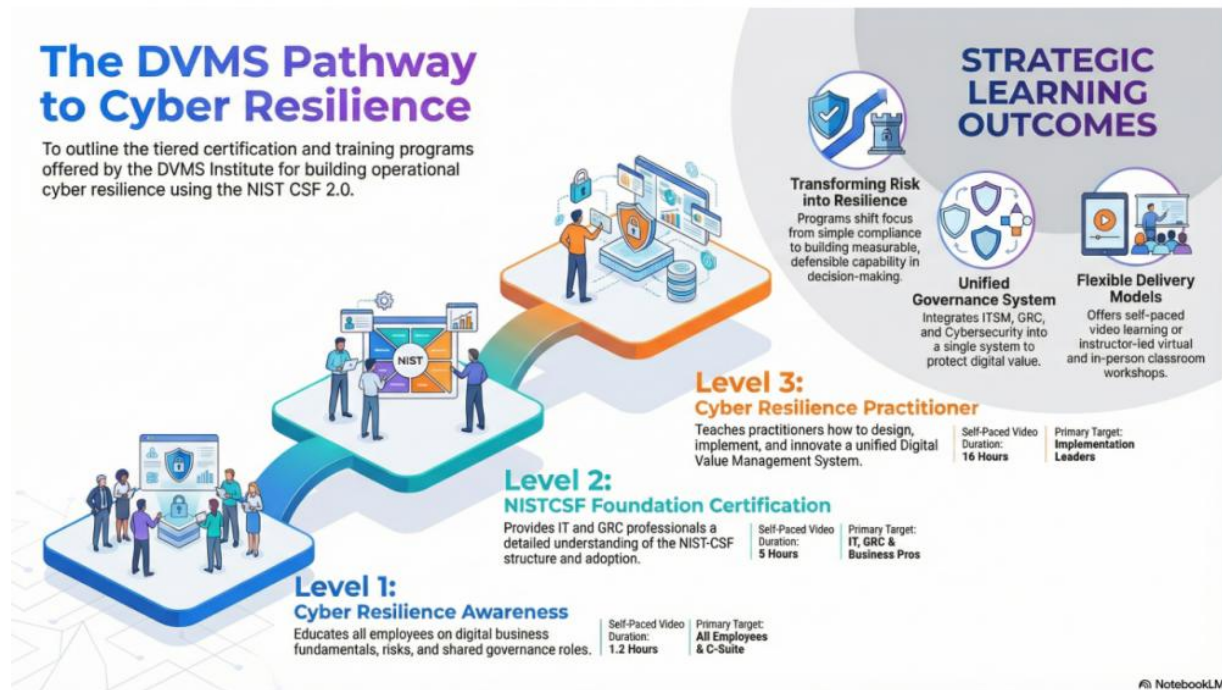 The DVMS Pathway
to Cyber Resilience
To outline the tiered certification and training programs
offered by the DVMS Institute for building operational
cyber resilience using the NIST CSF 2.0.
STRATEGIC
LEARNING
OUTCOMES
Transforming Risk
into Resilience
Programs shift focus
from simple compliance
to building measurable,
defensible capability in
decision-making.
Unified
Governance System
Integrates ITSM, GRC,
and Cybersecurity into
a single system to
protect digital value.
Flexible Delivery
Models
Offers self-paced
video learning or
instructor-led virtual
and in-person classroom
workshops.
NIST
Level 3:
Cyber Resilience Practitioner
Teaches practitioners how to design,
implement, and innovate a unified Digital
Value Management System.
Self-Paced Video
Duration:
16 Hours
Primary Target:
Implementation
Leaders
Level 2:
NISTCSF Foundation Certification
Provides IT and GRC professionals a
detailed understanding of the NIST-CSF
structure and adoption.
Self-Paced Video
Duration:
5 Hours
Primary Target:
IT, GRC &
Business Pros
Level 1:
Cyber Resilience Awareness
Educates all employees on digital business
fundamentals, risks, and shared governance roles.
Self-Paced Video
Duration:
1.2 Hours
Primary Target:
All Employees
& C-Suite
NotebookLM